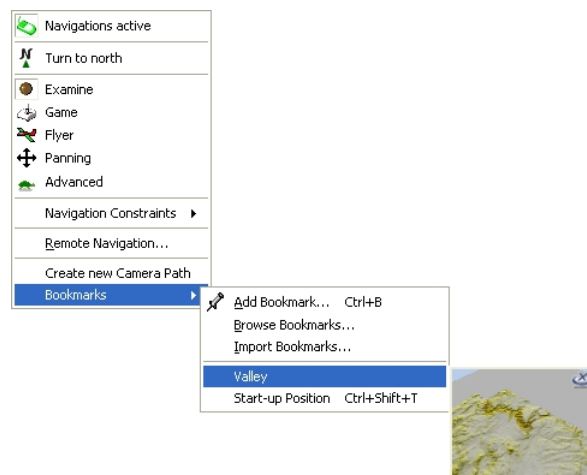 Navigations active
N
Turn to north
Examine
Game
Flyer
Panning
Advanced
Navigation Constraints
Remote Navigation...
Create new Camera Path
Bookmarks
Add Bookmark... Ctrl+B
Browse Bookmarks...
Import Bookmarks...
Valley
Start-up Position Ctrl+Shift+T